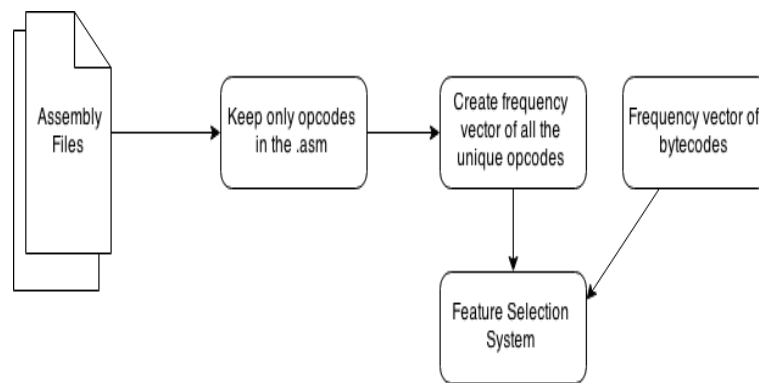 Assembly
Files
Keep only opcodes
in the .asm
Create frequency
vector of all the
unique opcodes
Frequency vector of
bytecodes
Feature Selection
System